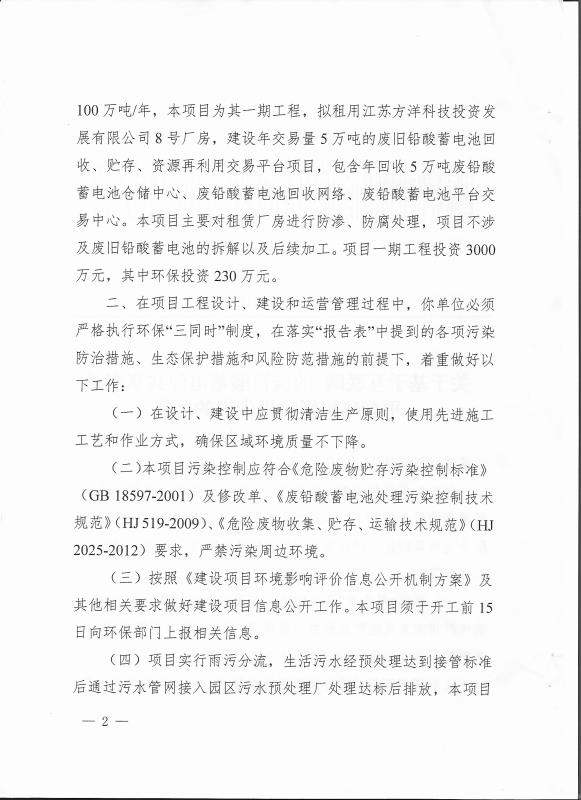 100 万吨/年，本项目为其一期工程，拟租用江苏方洋科技投资发
展有限公司 8 号厂房，建设年交易量 5 万吨的废旧铅酸蓄电池回
收、贮存、资源再利用交易平台项目，包含年回收 5 万吨废铅酸
蓄电池仓储中心、废铅酸蓄电池回收网络、废铅酸蓄电池平台交
易中心。本项目主要对租赁厂房进行防渗、防腐处理，项目不涉
及废旧铅酸蓄电池的拆解以及后续加工。项目一期工程投资 3000
万元，其中环保投资 230 万元。
二、在项目工程设计、建设和运营管理过程中，你单位必须
严格执行环保“三同时”制度，在落实“报告表”中提到的各项污染
防治措施、生态保护措施和风险防范措施的前提下，着重做好以
下工作：
（一）在设计、建设中应贯彻清洁生产原则，使用先进施工
工艺和作业方式，确保区域环境质量不下降。
（二）本项目污染控制应符合《危险废物贮存污染控制标准》
（GB 18597-2001）及修改单、《废铅酸蓄电池处理污染控制技术
规范》（HJ 519-2009）、《危险废物收集、贮存、运输技术规范》（HJ
2025-2012）要求，严禁污染周边环境。
（三）按照《建设项目环境影响评价信息公开机制方案》及
其他相关要求做好建设项目信息公开工作。本项目须于开工前 15
日向环保部门上报相关信息。
（四）项目实行雨污分流，生活污水经预处理达到接管标准
后通过污水管网接入园区污水预处理厂处理达标后排放，本项目
— 2 —